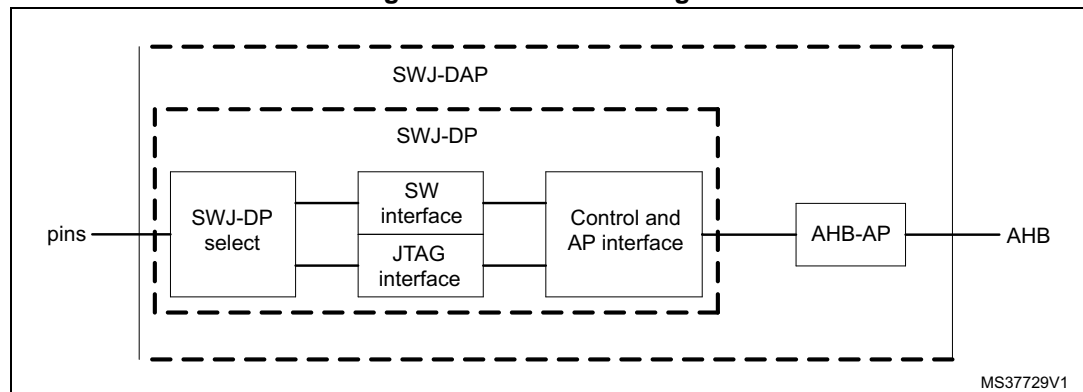 SWJ-DAP
SWJ-DP
pins
SWJ-DP
select
SW
interface
JTAG
interface
Control and
AP interface
AHB-AP
AHB
MS37729V1